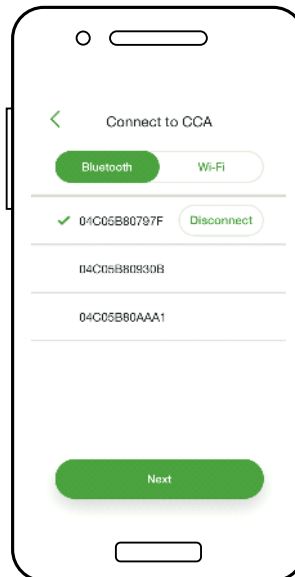 Connect to CCA
Bluetooth Wi-Fi
04C05B80797F Disconnect
04C05B80930B
04C05B80AAA1
Next